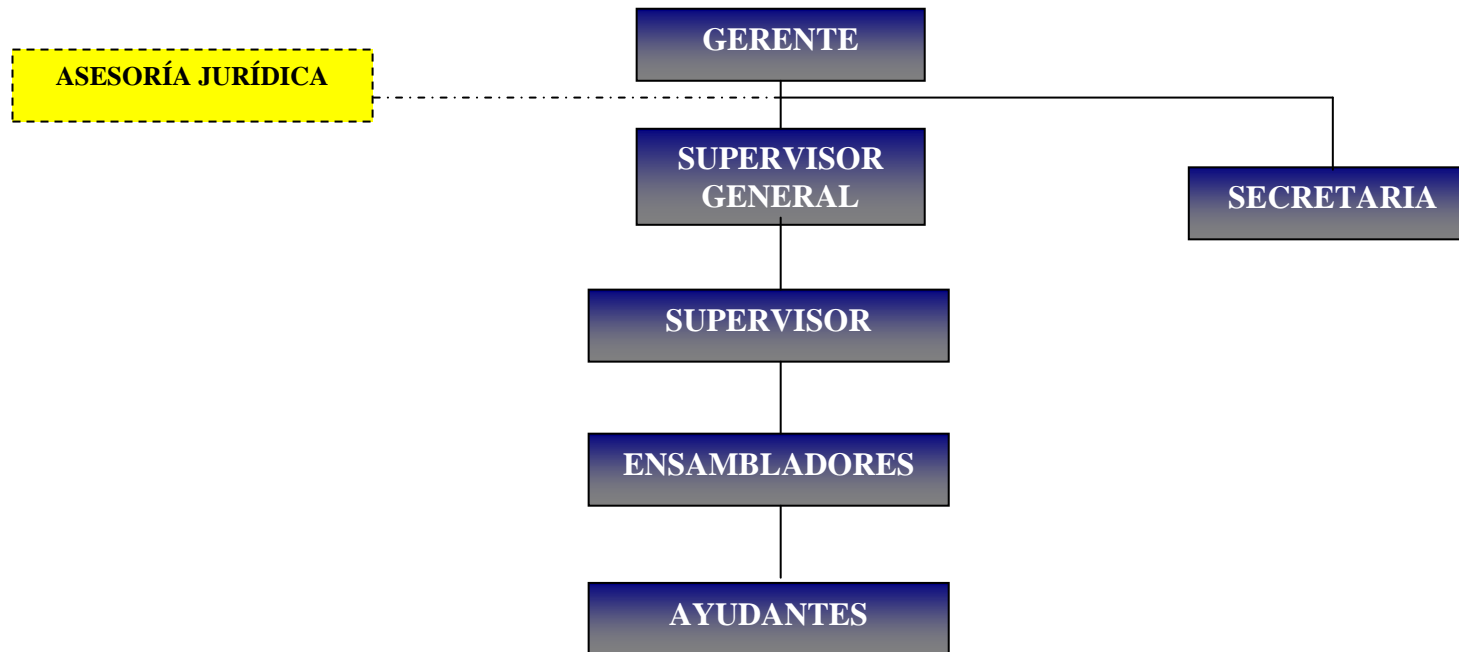 GERENTE
ASESORÍA JURÍDICA
SUPERVISOR
GENERAL
SECRETARIA
SUPERVISOR
ENSAMBLADORES
AYUDANTES